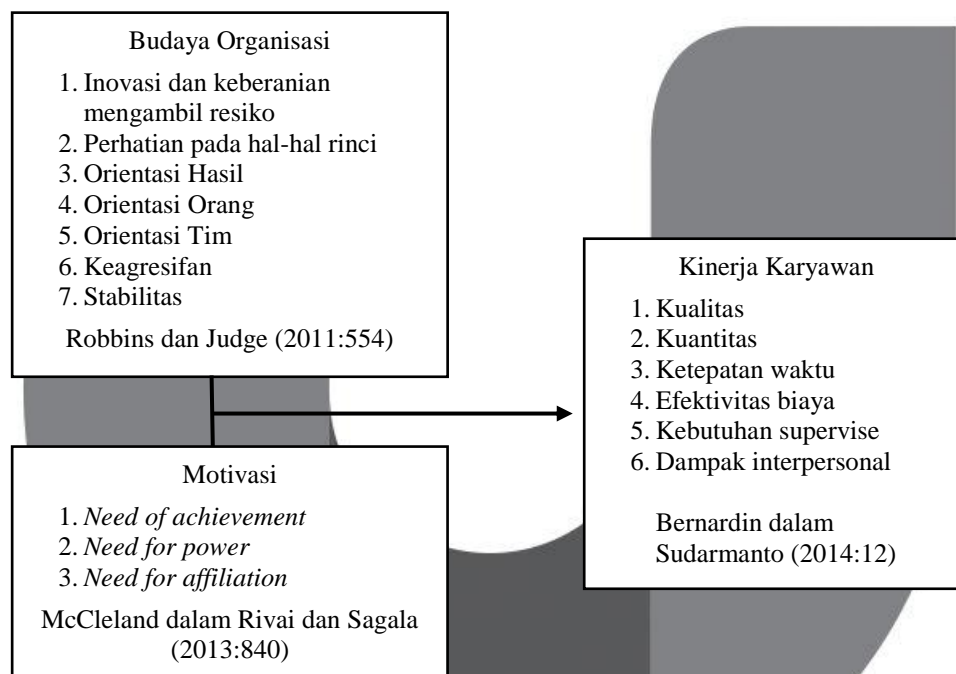 Budaya Organisasi
1. Inovasi dan keberanian
mengambil resiko
2. Perhatian pada hal-hal rinci
3. Orientasi Hasil
4. Orientasi Orang
5. Orientasi Tim
6. Keagresifan
7. Stabilitas
Robbins dan Judge (2011:554)
Motivasi
1. Need of achievement
2. Need for power
3. Need for affiliation
McCleland dalam Rivai dan Sagala
(2013:840)
Kinerja Karyawan
1. Kualitas
2. Kuantitas
3. Ketepatan waktu
4. Efektivitas biaya
5. Kebutuhan supervise
6. Dampak interpersonal
Bernardin dalam
Sudarmanto (2014:12)